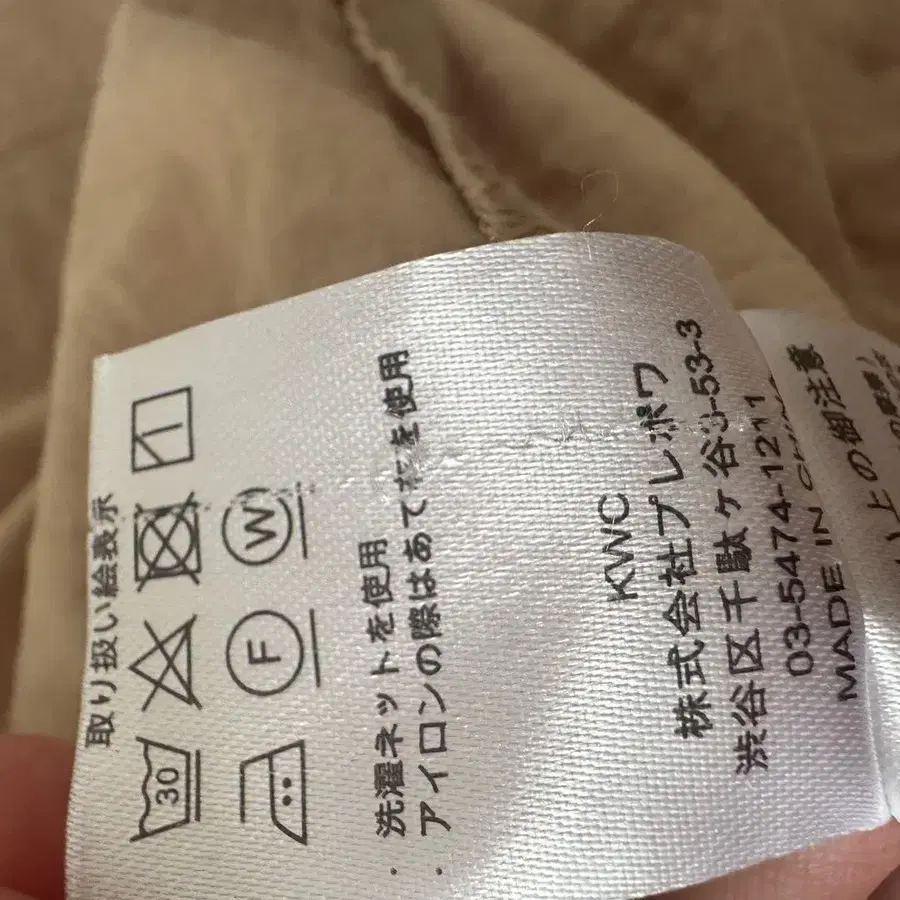 取り扱い絵表示
30
F
W
・洗濯ネットを使用
・アイロンの際はあて布を使用
KWC
株式会社プレポワ
渋谷区千駄ヶ谷3-53-3
03-5474-1211
MADE IN
上の御注意